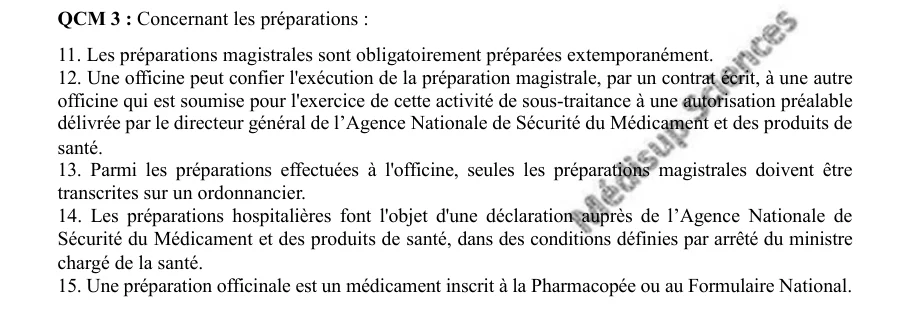 QCM 3 : Concernant les préparations :
11. Les préparations magistrales sont obligatoirement préparées extemporanément.
12. Une officine peut confier l'exécution de la préparation magistrale, par un contrat écrit, à une autre
officine qui est soumise pour l'exercice de cette activité de sous-traitance à une autorisation préalable
délivrée par le directeur général de l’Agence Nationale de Sécurité du Médicament et des produits de
santé.
13. Parmi les préparations effectuées à l'officine, seules les préparations magistrales doivent être
transcrites sur un ordonnancier.
14. Les préparations hospitalières font l'objet d'une déclaration auprès de l’Agence Nationale de
Sécurité du Médicament et des produits de santé, dans des conditions définies par arrêté du ministre
chargé de la santé.
15. Une préparation officinale est un médicament inscrit à la Pharmacopée ou au Formulaire National.
Médisup Sciences